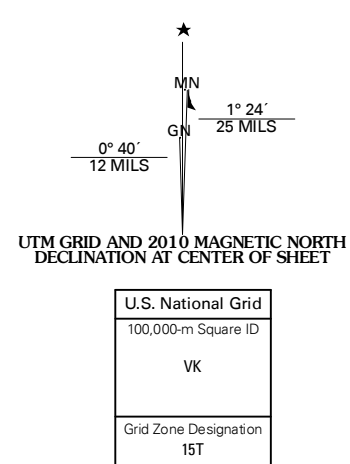 MN
1° 24´
25 MILS
GN
0° 40´
12 MILS
UTM GRID AND 2010 MAGNETIC NORTH
DECLINATION AT CENTER OF SHEET
U.S. National Grid
100,000-m Square ID
VK
Grid Zone Designation
15T